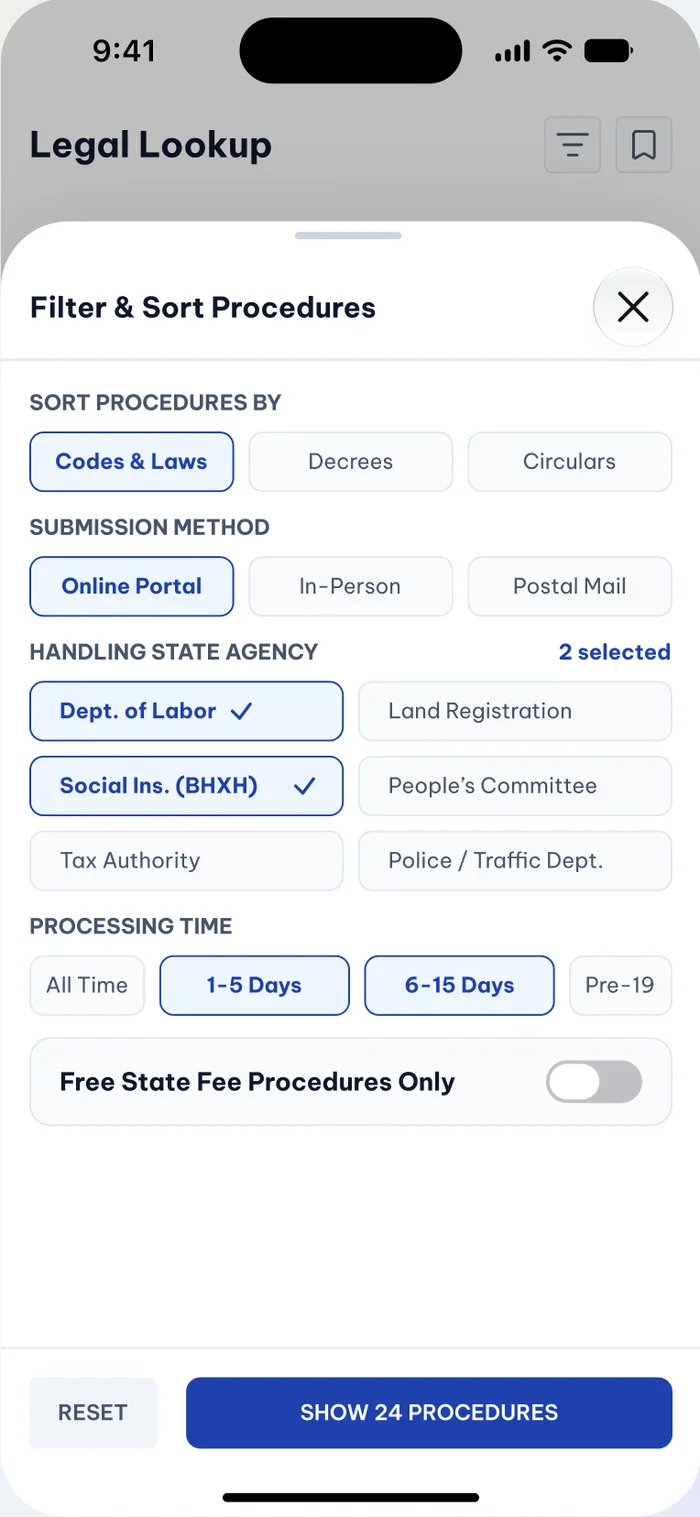 9:41
Legal Lookup
Filter & Sort Procedures
SORT PROCEDURES BY
Codes & Laws Decrees Circulars
SUBMISSION METHOD
Online Portal In-Person Postal Mail
HANDLING STATE AGENCY 2 selected
Dept. of Labor Land Registration
Social Ins. (BHXH) People’s Committee
Tax Authority Police / Traffic Dept.
PROCESSING TIME
All Time 1-5 Days 6-15 Days Pre-19
Free State Fee Procedures Only
RESET SHOW 24 PROCEDURES